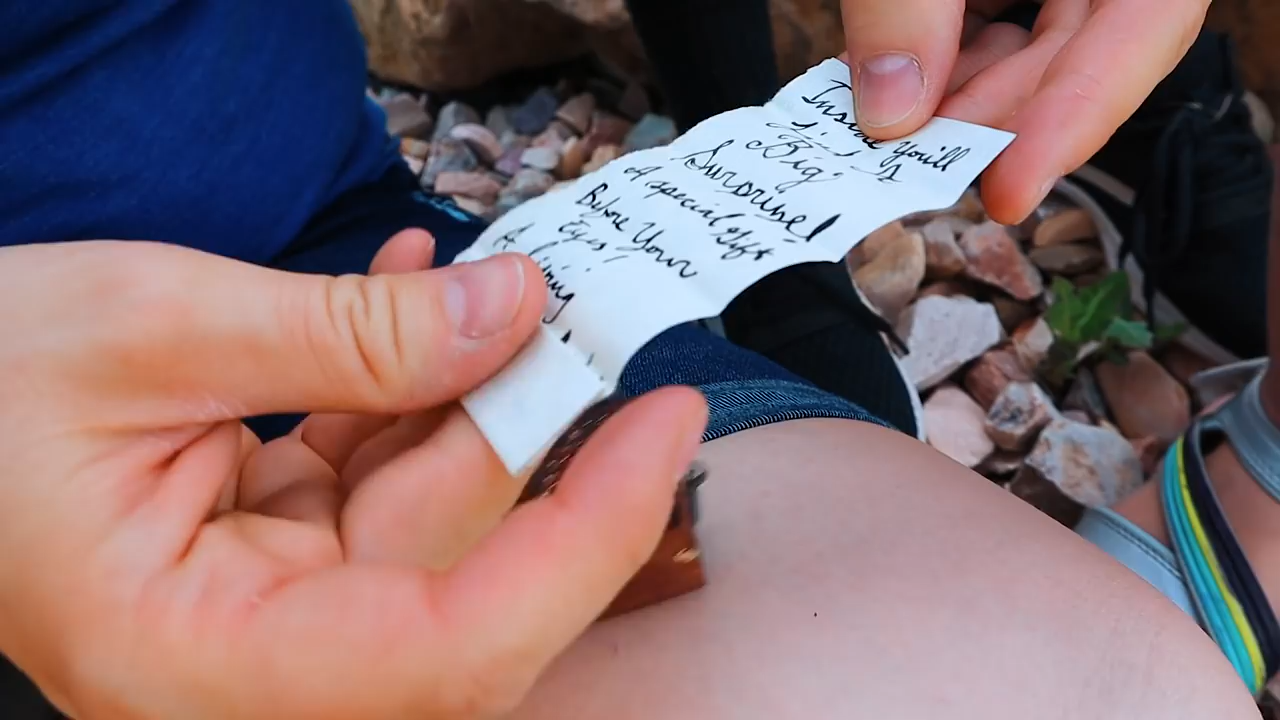 Inside you'll
find a
Big
Surprise!
A special gift
Before Your
Eyes,
A